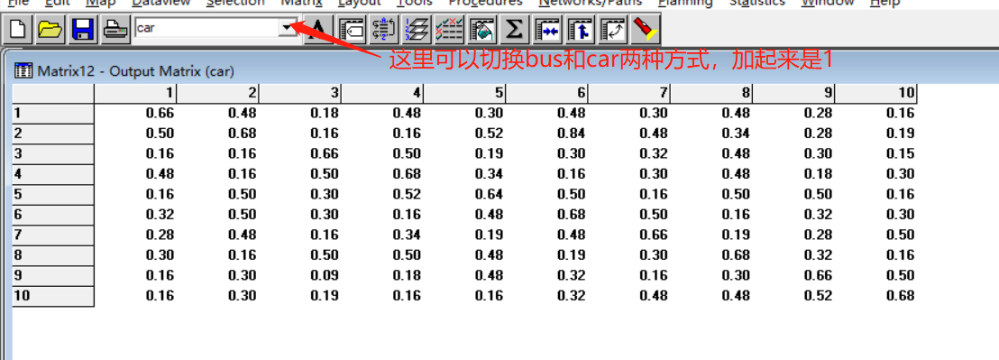 File Edit Map Dataview Selection Matrix Layout Tools Procedures Networks/Paths Planning Statistics Window Help
car
这里可以切换bus和car两种方式，加起来是1
Matrix12 - Output Matrix (car)
1 2 3 4 5 6 7 8 9 10
1 0.66 0.48 0.18 0.48 0.30 0.48 0.30 0.48 0.28 0.16
2 0.50 0.68 0.16 0.16 0.52 0.84 0.48 0.34 0.28 0.19
3 0.16 0.16 0.66 0.50 0.19 0.30 0.32 0.48 0.30 0.15
4 0.48 0.16 0.50 0.68 0.34 0.16 0.30 0.48 0.18 0.30
5 0.16 0.50 0.30 0.52 0.64 0.50 0.16 0.50 0.50 0.16
6 0.32 0.50 0.30 0.16 0.48 0.68 0.50 0.16 0.32 0.30
7 0.28 0.48 0.16 0.34 0.19 0.48 0.66 0.19 0.28 0.50
8 0.30 0.16 0.50 0.50 0.48 0.19 0.30 0.68 0.32 0.16
9 0.16 0.30 0.09 0.18 0.48 0.32 0.16 0.30 0.66 0.50
10 0.16 0.30 0.19 0.16 0.16 0.32 0.48 0.48 0.52 0.68